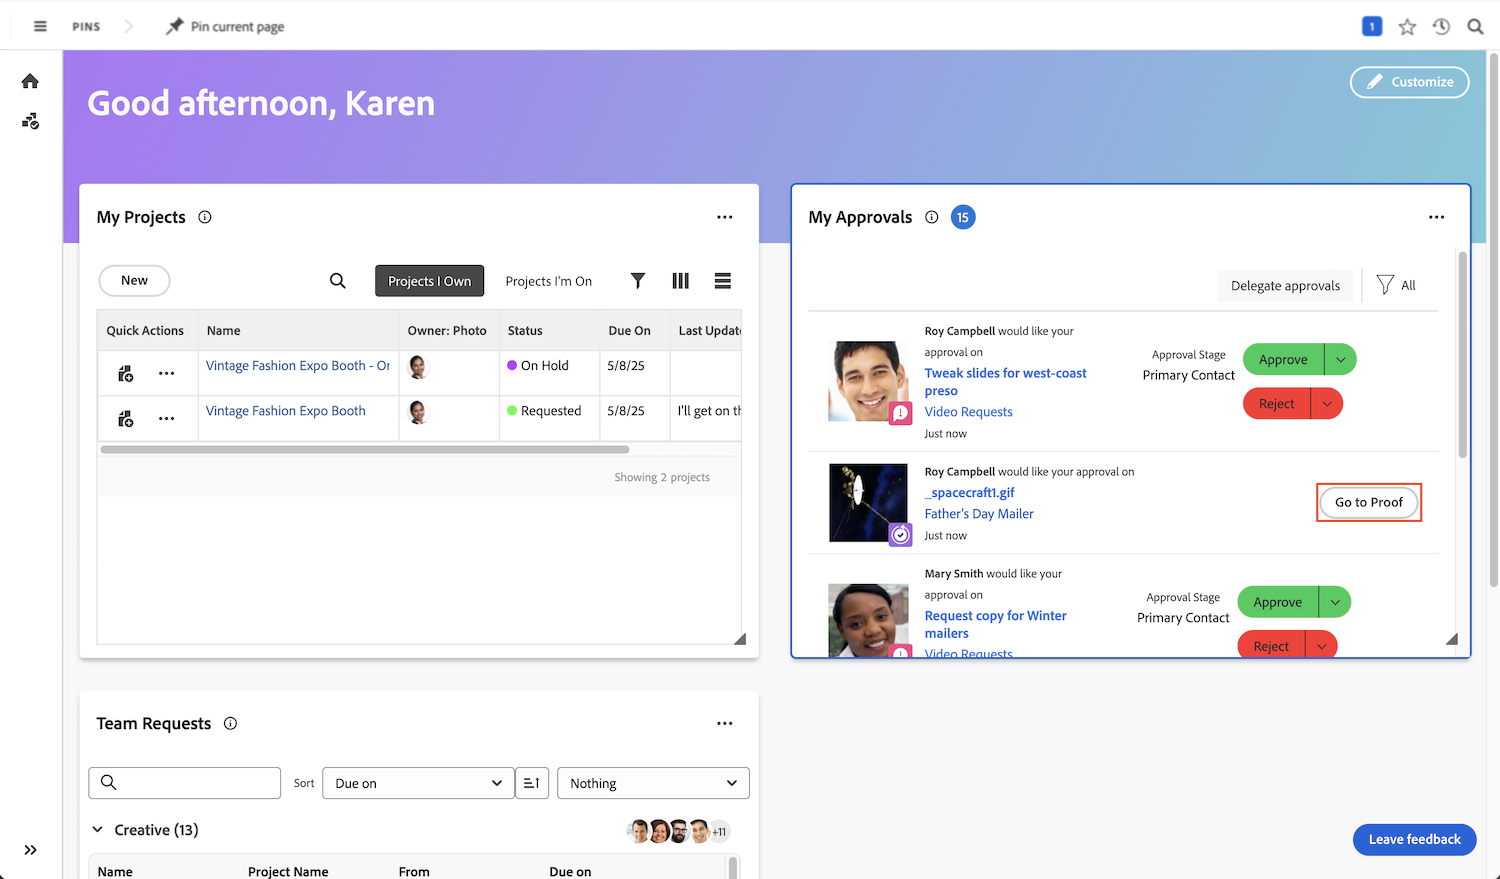 PINS
Pin current page
1
Good afternoon, Karen
Customize
My Projects
New
Projects I Own
Projects I'm On
Quick Actions
Name
Owner: Photo
Status
Due On
Last Update
Vintage Fashion Expo Booth - Or
On Hold
5/8/25
Vintage Fashion Expo Booth
Requested
5/8/25
I'll get on th
Showing 2 projects
My Approvals
15
Delegate approvals
All
Roy Campbell would like your
approval on
Tweak slides for west-coast
preso
Video Requests
Just now
Approval Stage
Primary Contact
Approve
Reject
Roy Campbell would like your approval on
_spacecraft1.gif
Father's Day Mailer
Just now
Go to Proof
Mary Smith would like your
approval on
Request copy for Winter
mailers
Video Requests
Approval Stage
Primary Contact
Approve
Reject
Team Requests
Sort
Due on
Nothing
Creative (13)
+11
Name
Project Name
From
Due on
Leave feedback